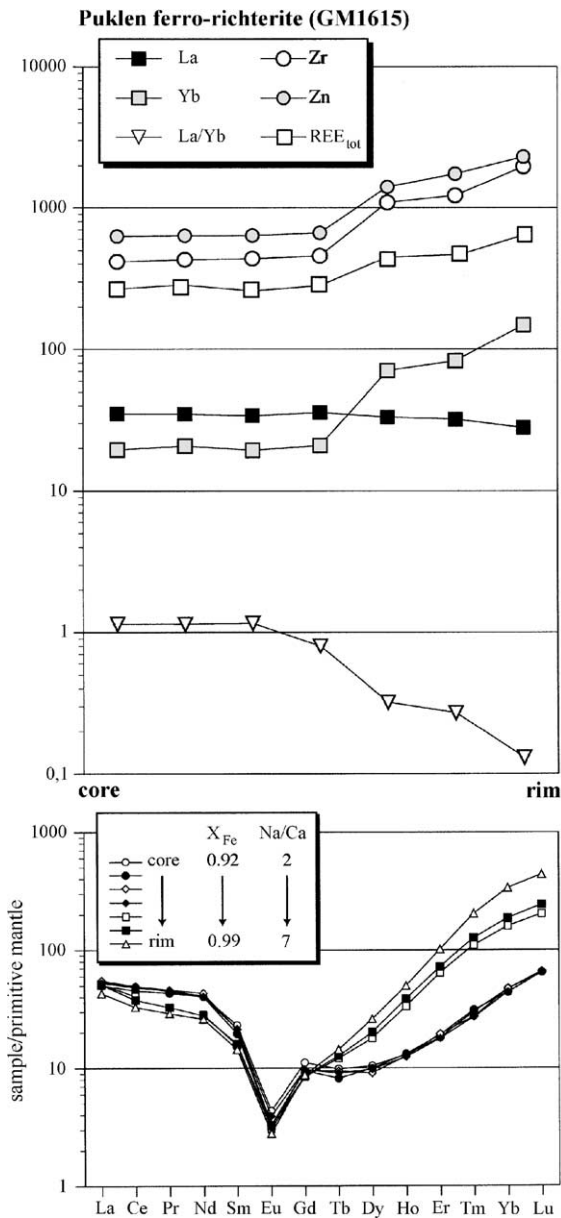 Puklen ferro-richterite (GM1615)
10000
La Zr
Yb Zn
La/Yb REEtot
1000
100
10
1
0,1
core rim
1000
X Fe Na/Ca
core 0.92 2
rim 0.99 7
100
sample/primitive mantle
10
1
La Ce Pr Nd Sm Eu Gd Tb Dy Ho Er Tm Yb Lu